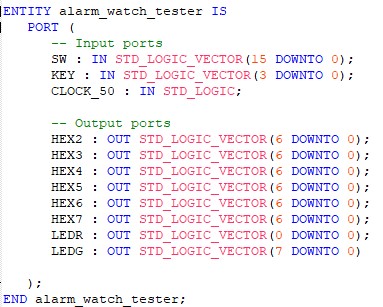 ENTITY alarm_watch_tester IS
PORT (
-- Input ports
SW : IN STD_LOGIC_VECTOR(15 DOWNTO 0);
KEY : IN STD_LOGIC_VECTOR(3 DOWNTO 0);
CLOCK_50 : IN STD_LOGIC;
-- Output ports
HEX2 : OUT STD_LOGIC_VECTOR(6 DOWNTO 0);
HEX3 : OUT STD_LOGIC_VECTOR(6 DOWNTO 0);
HEX4 : OUT STD_LOGIC_VECTOR(6 DOWNTO 0);
HEX5 : OUT STD_LOGIC_VECTOR(6 DOWNTO 0);
HEX6 : OUT STD_LOGIC_VECTOR(6 DOWNTO 0);
HEX7 : OUT STD_LOGIC_VECTOR(6 DOWNTO 0);
LEDR : OUT STD_LOGIC_VECTOR(0 DOWNTO 0);
LEDG : OUT STD_LOGIC_VECTOR(7 DOWNTO 0)
);
END alarm_watch_tester;